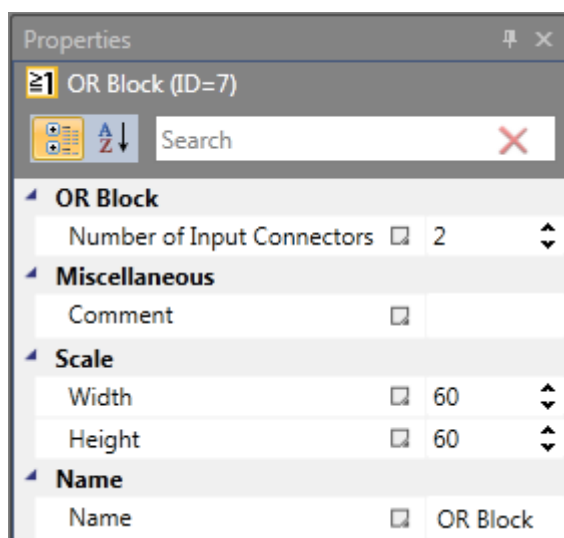 Properties
≧1 OR Block (ID=7)
AZ Search
OR Block
Number of Input Connectors 2
Miscellaneous
Comment
Scale
Width 60
Height 60
Name
Name OR Block